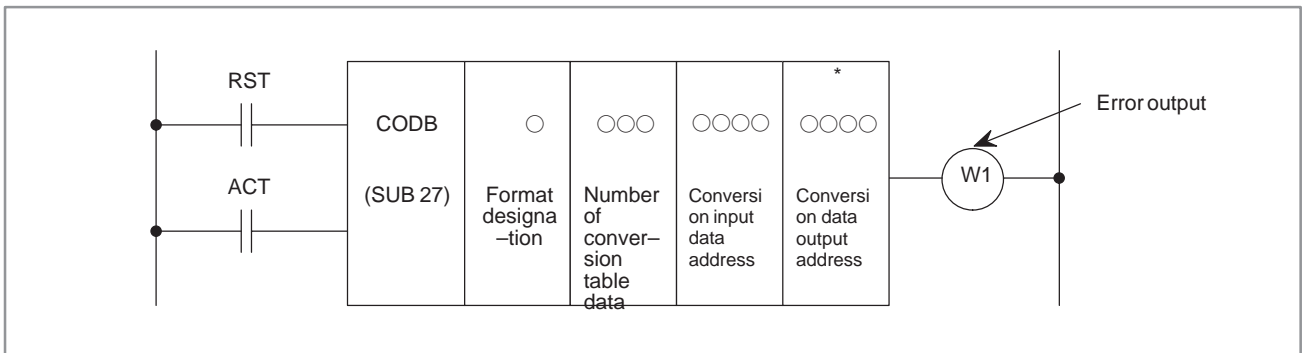 RST
ACT
CODB
(SUB 27)
○
Format
designa
–tion
○○○
Number
of
conver–
sion
table
data
○○○○
Conversi
on input
data
address
*
○○○○
Conversi
on data
output
address
W1
Error output